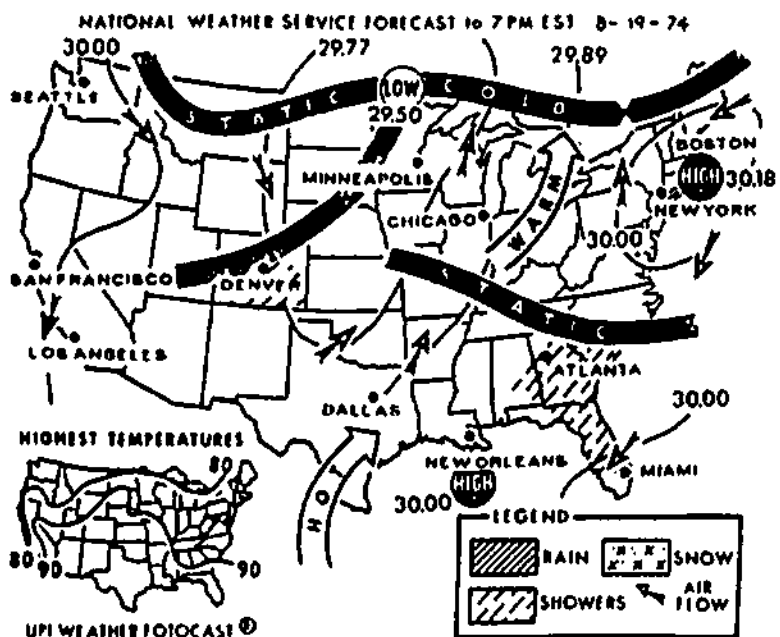 NATIONAL WEATHER SERVICE FORECAST to 7PM EST 8-19-74
30.00
29.77
29.89
SEATTLE
STATIC
LOW
COLD
29.50
BOSTON
MINNEAPOLIS
HIGH 30.18
NEW YORK
CHICAGO
WARM
30.00
SAN FRANCISCO
DENVER
STATIC
LOS ANGELES
ATLANTA
DALLAS
30.00
HIGHEST TEMPERATURES
80
NEW ORLEANS
MIAMI
HOT
30.00
HIGH
LEGEND
RAIN
SNOW
SHOWERS
AIR FLOW
80 90
90
UPI WEATHER FOTOCAST ®